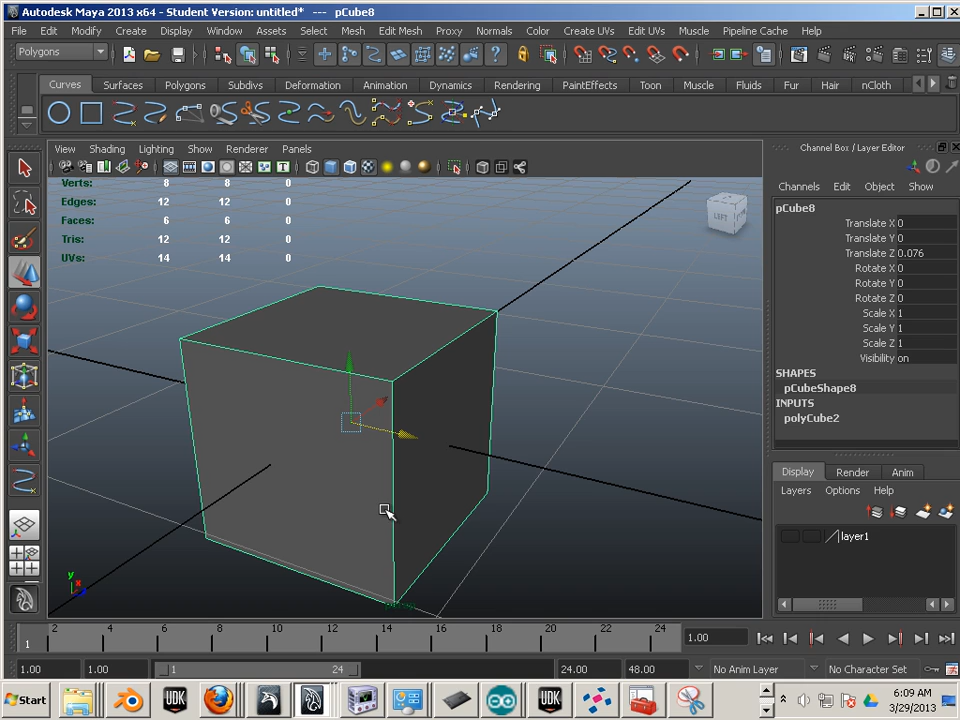 Autodesk Maya 2013 x64 - Student Version: untitled*   ---   pCube8
File Edit Modify Create Display Window Assets Select Mesh Edit Mesh Proxy Normals Color Create UVs Edit UVs Muscle Pipeline Cache Help
Polygons
Curves Surfaces Polygons Subdivs Deformation Animation Dynamics Rendering PaintEffects Toon Muscle Fluids Fur Hair nCloth
View Shading Lighting Show Renderer Panels
Verts: 8 8 0
Edges: 12 12 0
Faces: 6 6 0
Tris: 12 12 0
UVs: 14 14 0
LEFT
y
x
persp
Channel Box / Layer Editor
Channels Edit Object Show
pCube8
Translate X 0
Translate Y 0
Translate Z 0.076
Rotate X 0
Rotate Y 0
Rotate Z 0
Scale X 1
Scale Y 1
Scale Z 1
Visibility on
SHAPES
pCubeShape8
INPUTS
polyCube2
Display Render Anim
Layers Options Help
layer1
1 2 4 6 8 10 12 14 16 18 20 22 24 1.00
1.00 1.00 1 24 24.00 48.00 No Anim Layer No Character Set
Start UDK UDK 6:09 AM
3/29/2013